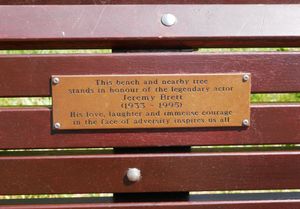 This bench and nearby tree
stands in honour of the legendary actor
Jeremy Brett
(1933 - 1995)
His love, laughter and immense courage
in the face of adversity inspires us all